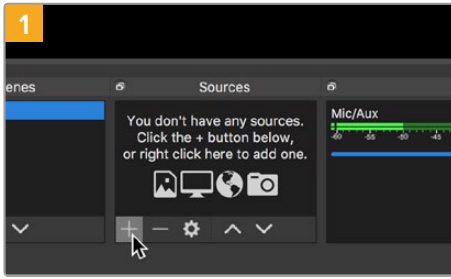 1
enes
Sources
You don't have any sources.
Click the + button below,
or right click here to add one.
Mic/Aux
-60 -55 -50 -45